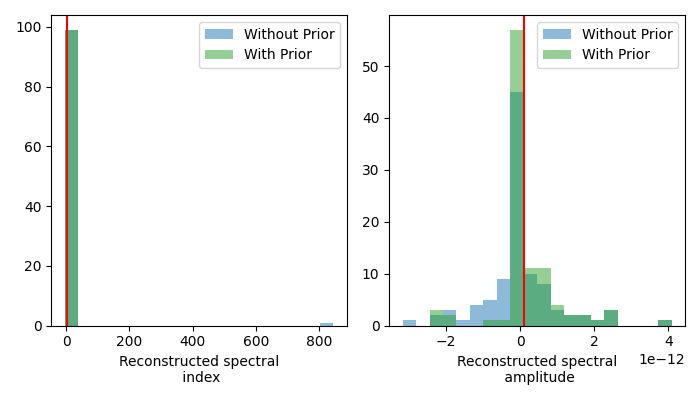 100
80
60
40
20
0
0
200
400
600
800
Without Prior
With Prior
Reconstructed spectral
index
50
40
30
20
10
0
−2
0
2
4
1e−12
Without Prior
With Prior
Reconstructed spectral
amplitude